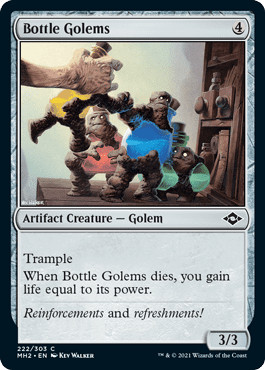 Bottle Golems 4
Artifact Creature — Golem
Trample
When Bottle Golems dies, you gain
life equal to its power.
Reinforcements and refreshments!
3/3
222/303 C
MH2 • EN Key Walker
™ & © 2021 Wizards of the Coast